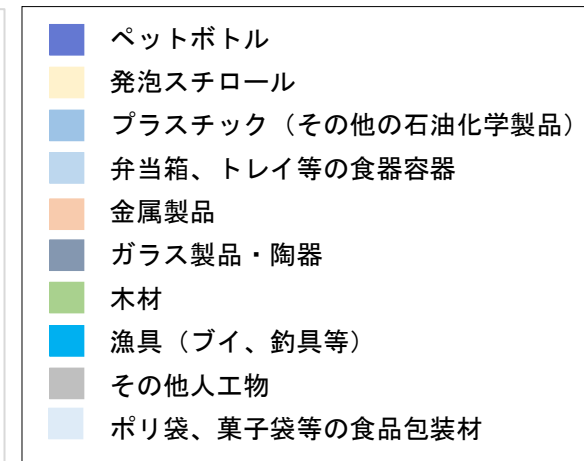 ペットボトル
発泡スチロール
プラスチック（その他の石油化学製品）
弁当箱、トレイ等の食器容器
金属製品
ガラス製品・陶器
木材
漁具（ブイ、釣具等）
その他人工物
ポリ袋、菓子袋等の食品包装材